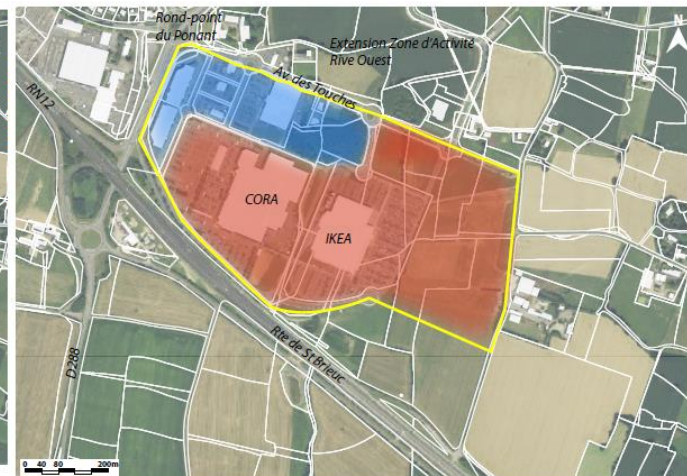 Rond-point
du Ponant
N
Extension Zone d'Activité
Rive Ouest
Av. des Touches
RN12
CORA
IKEA
Rte de St Brieuc
D288
0 40 80 200m